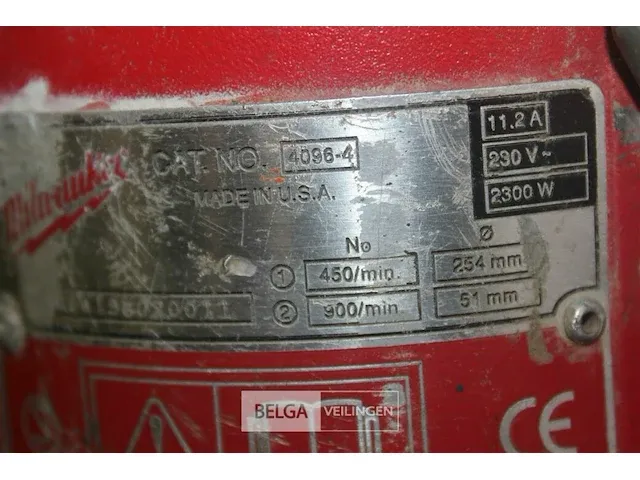 Milwaukee
CAT. NO. 4096-4
MADE IN U.S.A.
11.2 A
230 V~
2300 W
No Ø
1 450/min. 254 mm
2 900/min. 51 mm
CE
BELGA VEILINGEN